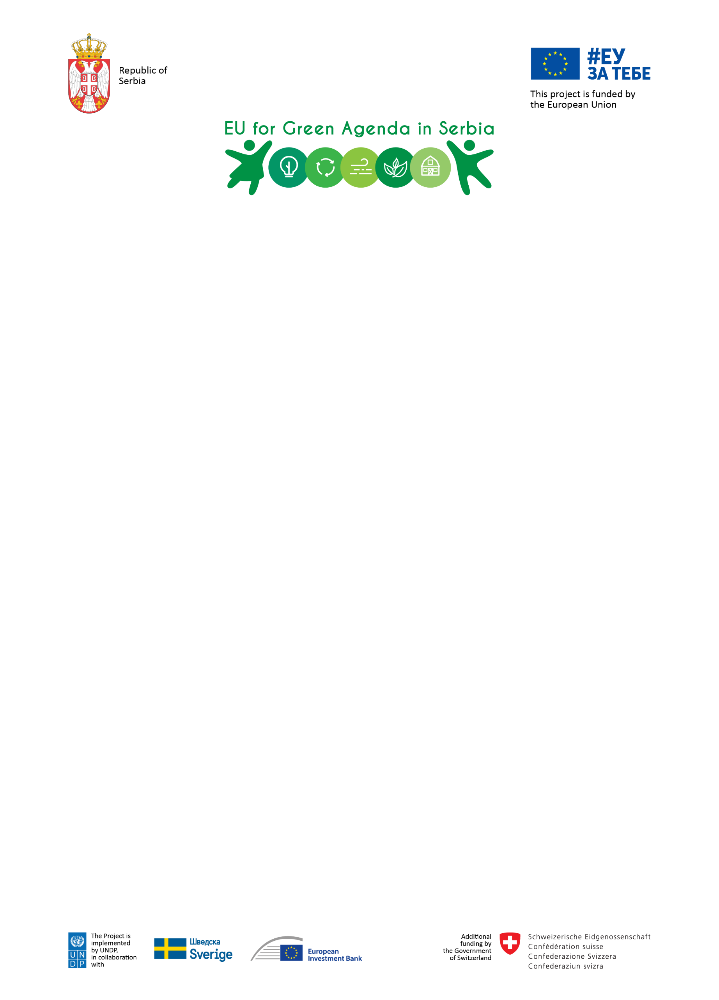 Republic of
Serbia
#ЕУ
ЗА ТЕБЕ
This project is funded by
the European Union
EU for Green Agenda in Serbia
U N
D P
The Project is
implemented
by UNDP,
in collaboration
with
Шведска
Sverige
European
Investment Bank
Additional
funding by
the Government
of Switzerland
Schweizerische Eidgenossenschaft
Confédération suisse
Confederazione Svizzera
Confederaziun svizra